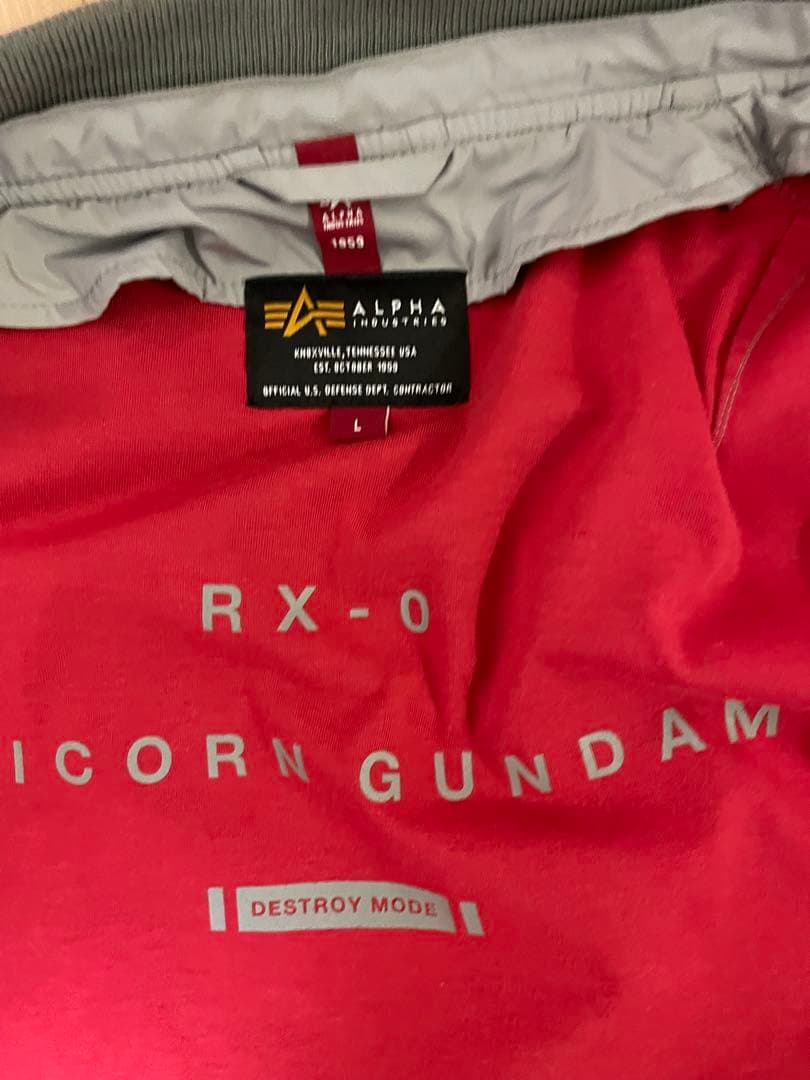 ALPHA
INDUSTRIES
1959
ALPHA
INDUSTRIES
KNOXVILLE, TENNESSEE USA
EST. OCTOBER 1959
OFFICIAL U.S. DEFENSE DEPT. CONTRACTOR
L
RX-0
ICORN GUNDAM
DESTROY MODE